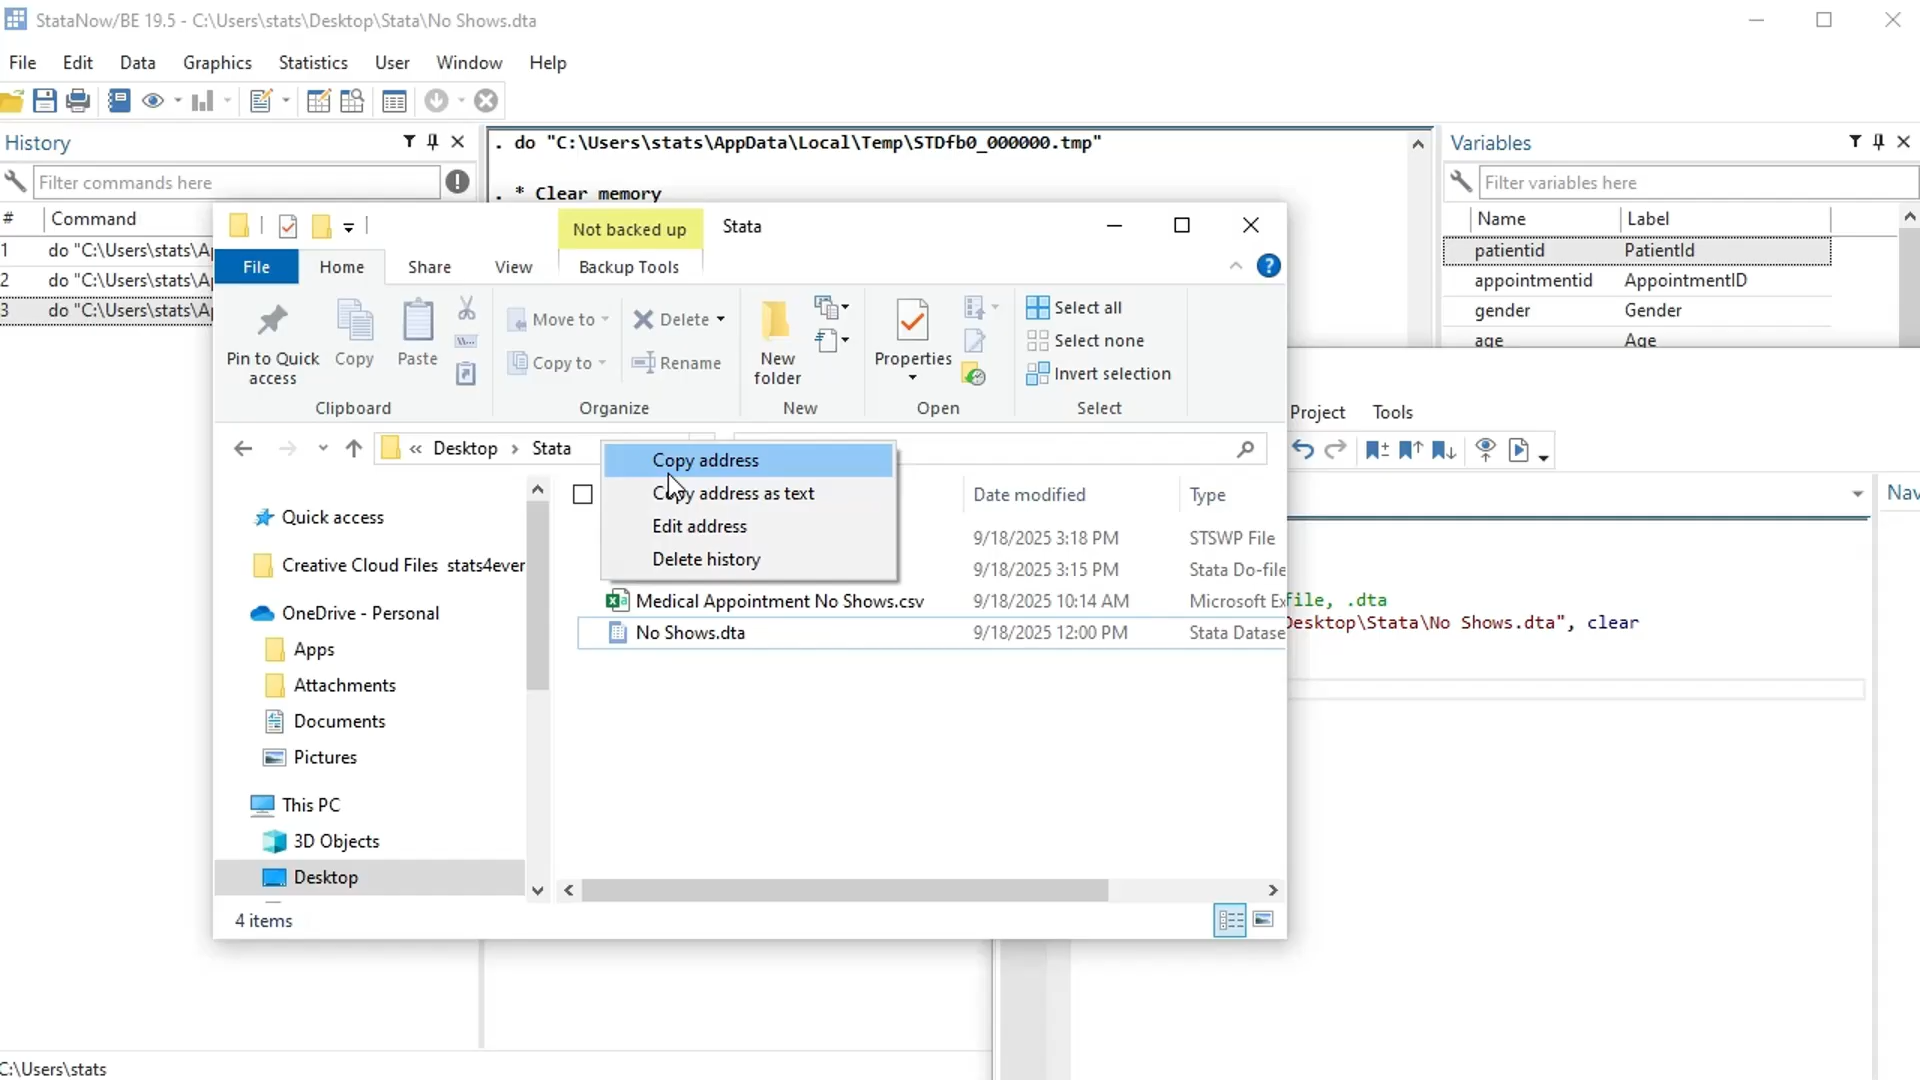 StataNow/BE 19.5 - C:\Users\stats\Desktop\Stata\No Shows.dta
File Edit Data Graphics Statistics User Window Help
History
Filter commands here
# Command
1 do "C:\Users\stats\Ap
2 do "C:\Users\stats\Ap
3 do "C:\Users\stats\Ap
. do "C:\Users\stats\AppData\Local\Temp\STDfb0_000000.tmp"
. * Clear memory
Variables
Filter variables here
Name Label
patientid PatientId
appointmentid AppointmentID
gender Gender
age Age
Not backed up Stata
File Home Share View Backup Tools
Pin to Quick access
Copy
Paste
Clipboard
Move to
Copy to
Delete
Rename
Organize
New folder
New
Properties
Open
Select all
Select none
Invert selection
Select
« Desktop > Stata
Copy address
Copy address as text
Edit address
Delete history
Date modified Type
9/18/2025 3:18 PM STSWP File
9/18/2025 3:15 PM Stata Do-file
Medical Appointment No Shows.csv 9/18/2025 10:14 AM Microsoft Ex
No Shows.dta 9/18/2025 12:00 PM Stata Datase
Quick access
Creative Cloud Files stats4ever
OneDrive - Personal
Apps
Attachments
Documents
Pictures
This PC
3D Objects
Desktop
4 items
Project Tools
Nav
file, .dta
Desktop\Stata\No Shows.dta", clear
C:\Users\stats